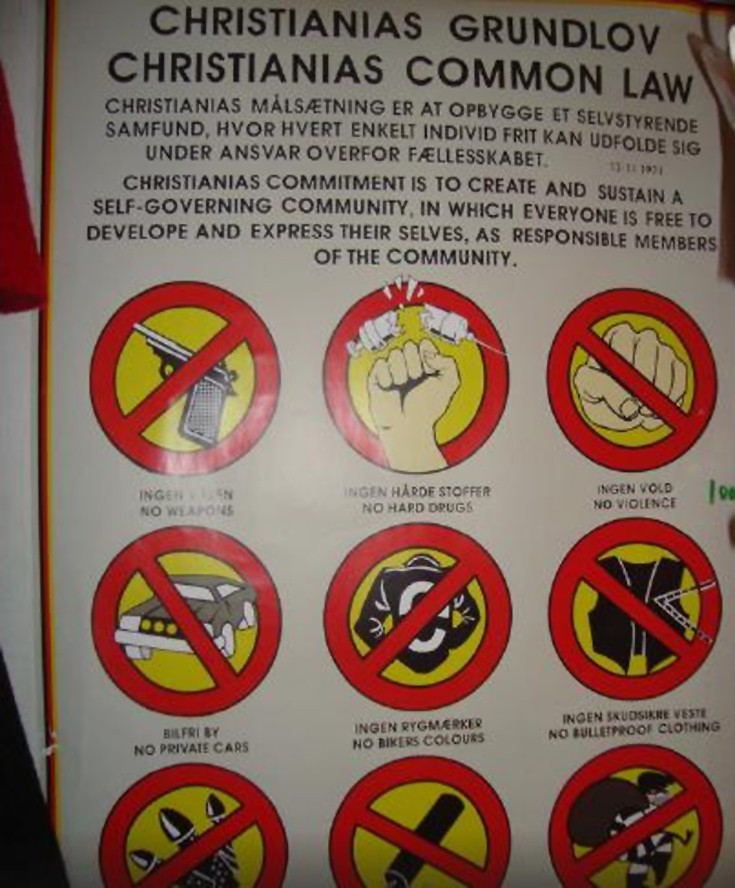 CHRISTIANIAS GRUNDLOV
CHRISTIANIAS COMMON LAW
CHRISTIANIAS MÅLSÆTNING ER AT OPBYGGE ET SELVSTYRENDE
SAMFUND, HVOR HVERT ENKELT INDIVID FRIT KAN UDFOLDE SIG
UNDER ANSVAR OVERFOR FÆLLESSKABET.
CHRISTIANIAS COMMITMENT IS TO CREATE AND SUSTAIN A
SELF-GOVERNING COMMUNITY, IN WHICH EVERYONE IS FREE TO
DEVELOPE AND EXPRESS THEIR SELVES, AS RESPONSIBLE MEMBERS
OF THE COMMUNITY.
INGEN
NO WEAPONS
INGEN HÅRDE STOFFER
NO HARD DRUGS
INGEN VOLD
NO VIOLENCE
C
BILFRI BY
NO PRIVATE CARS
INGEN RYGMÆRKER
NO BIKERS COLOURS
INGEN SKUDSIKRE VESTE
NO BULLETPROOF CLOTHING